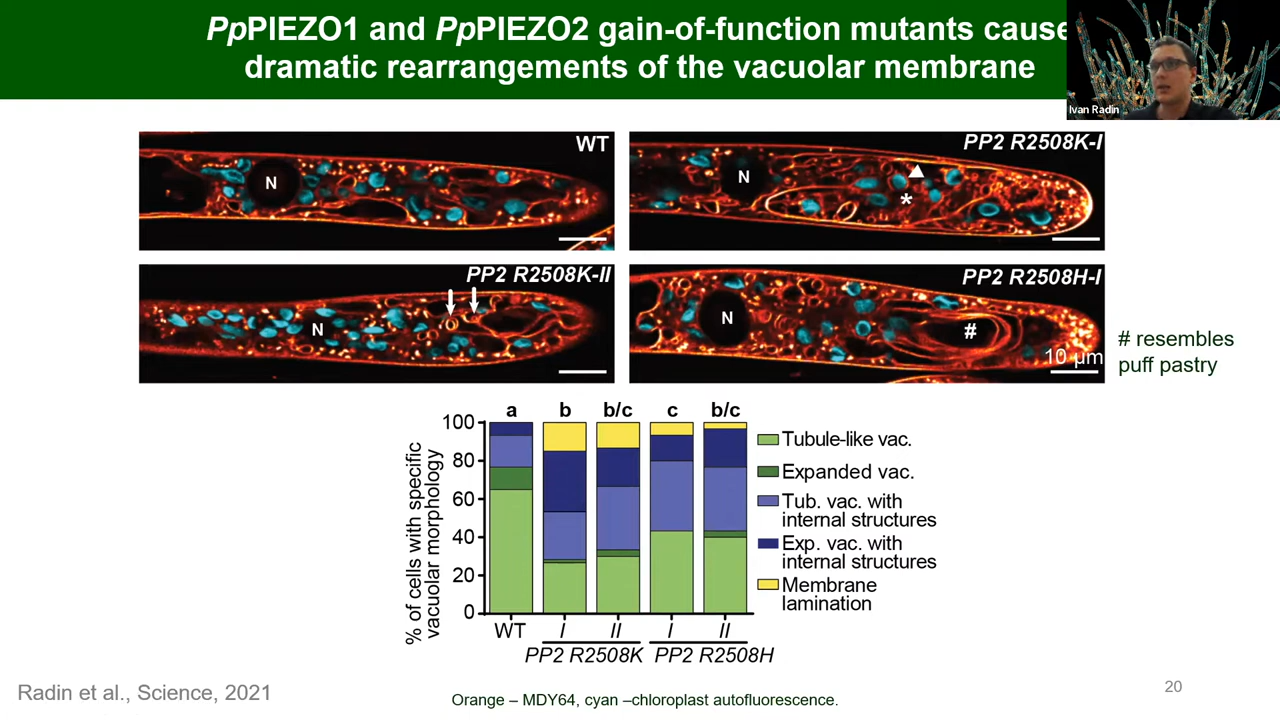 PpPIEZO1 and PpPIEZO2 gain-of-function mutants cause
dramatic rearrangements of the vacuolar membrane
Ivan Radin
WT
N
PP2 R2508K-I
N
*
PP2 R2508K-II
N
PP2 R2508H-I
N
#
10 µm
# resembles
puff pastry
% of cells with specific
vacuolar morphology
100
80
60
40
20
0
a
b
b/c
c
b/c
WT
I
II
I
II
PP2 R2508K
PP2 R2508H
Tubule-like vac.
Expanded vac.
Tub. vac. with
internal structures
Exp. vac. with
internal structures
Membrane
lamination
Radin et al., Science, 2021
Orange – MDY64, cyan –chloroplast autofluorescence.
20